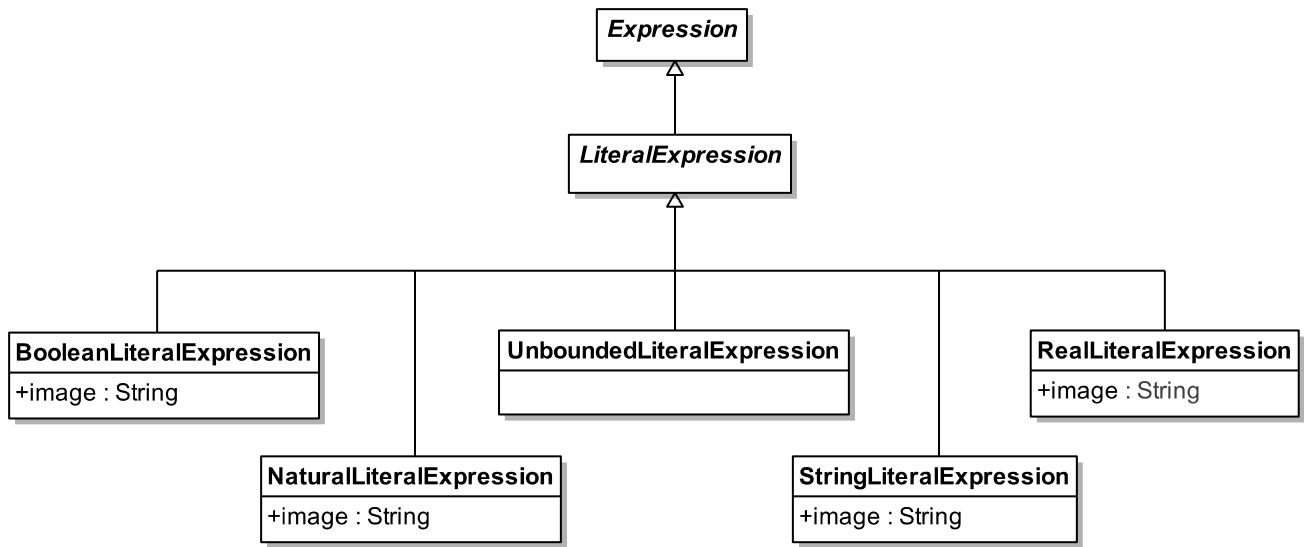 Expression
LiteralExpression
BooleanLiteralExpression
+image : String
UnboundedLiteralExpression
RealLiteralExpression
+image : String
NaturalLiteralExpression
+image : String
StringLiteralExpression
+image : String